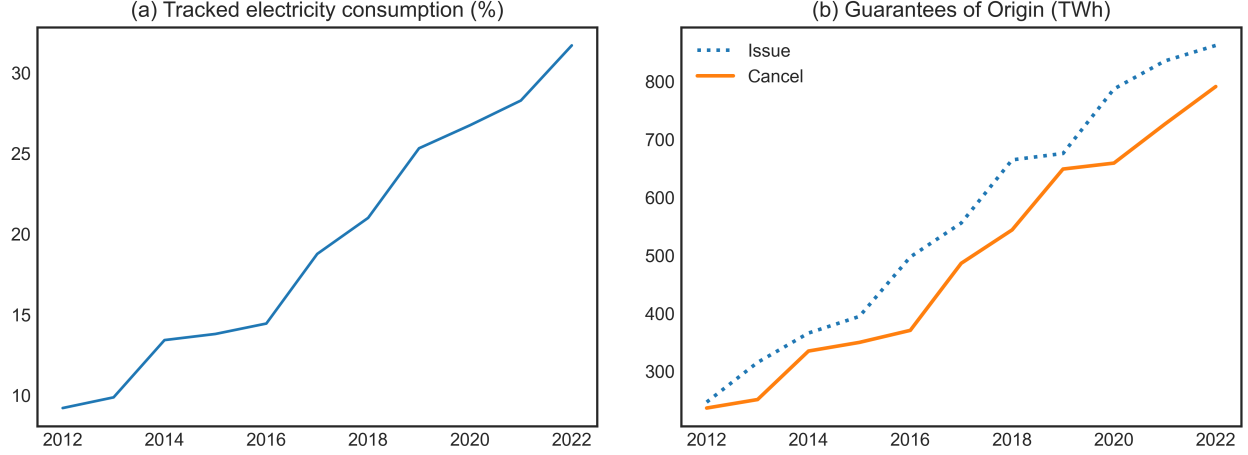 (a) Tracked electricity consumption (%)
30
25
20
15
10
2012 2014 2016 2018 2020 2022
(b) Guarantees of Origin (TWh)
Issue
Cancel
800
700
600
500
400
300
2012 2014 2016 2018 2020 2022